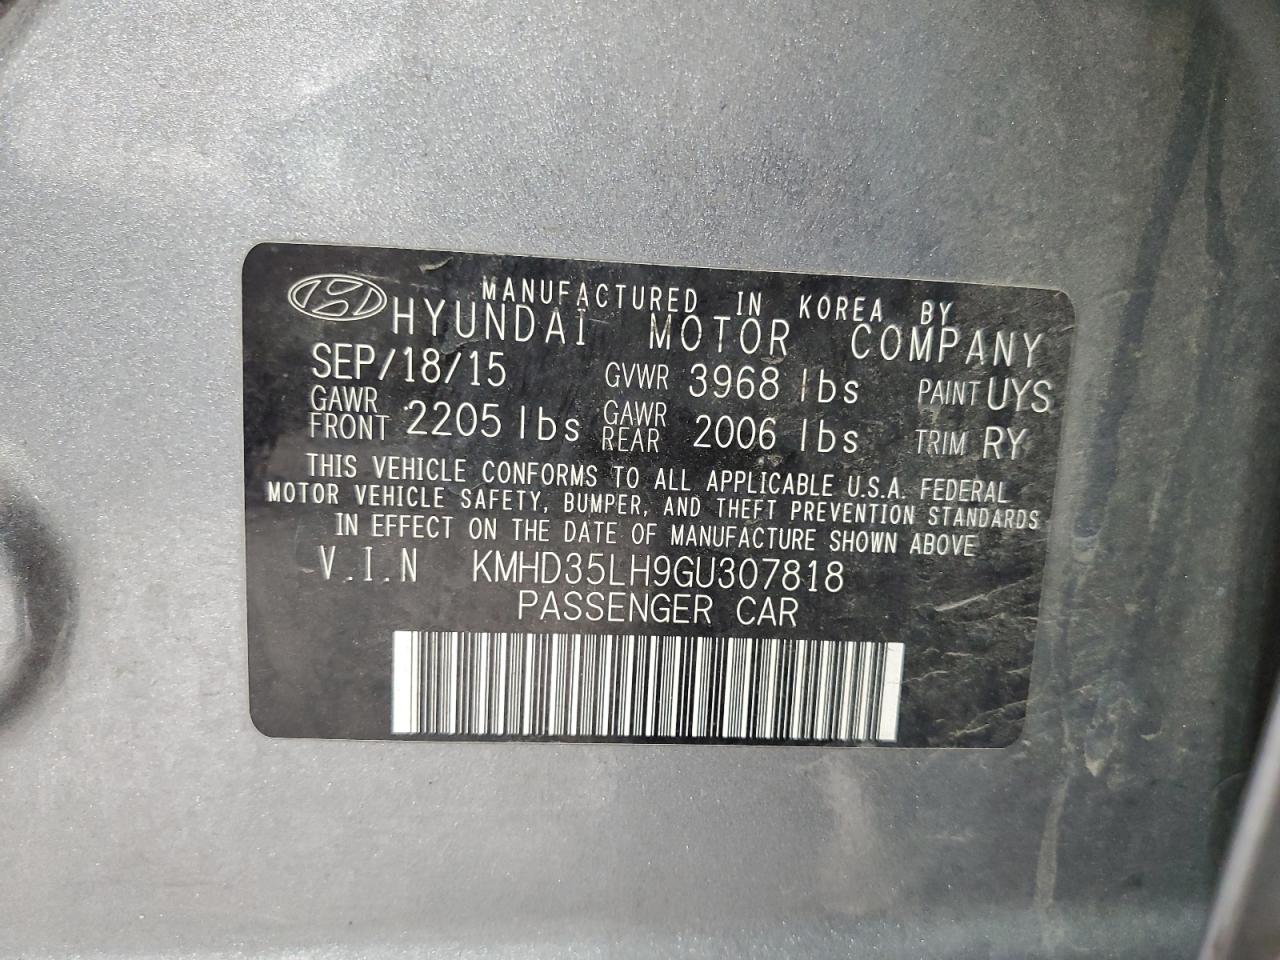 MANUFACTURED IN KOREA BY
HYUNDAI MOTOR COMPANY
SEP/18/15 GVWR 3968 lbs PAINT UYS
GAWR FRONT 2205 lbs GAWR REAR 2006 lbs TRIM RY
THIS VEHICLE CONFORMS TO ALL APPLICABLE U.S.A. FEDERAL
MOTOR VEHICLE SAFETY, BUMPER, AND THEFT PREVENTION STANDARDS
IN EFFECT ON THE DATE OF MANUFACTURE SHOWN ABOVE
V.I.N KMHD35LH9GU307818
PASSENGER CAR